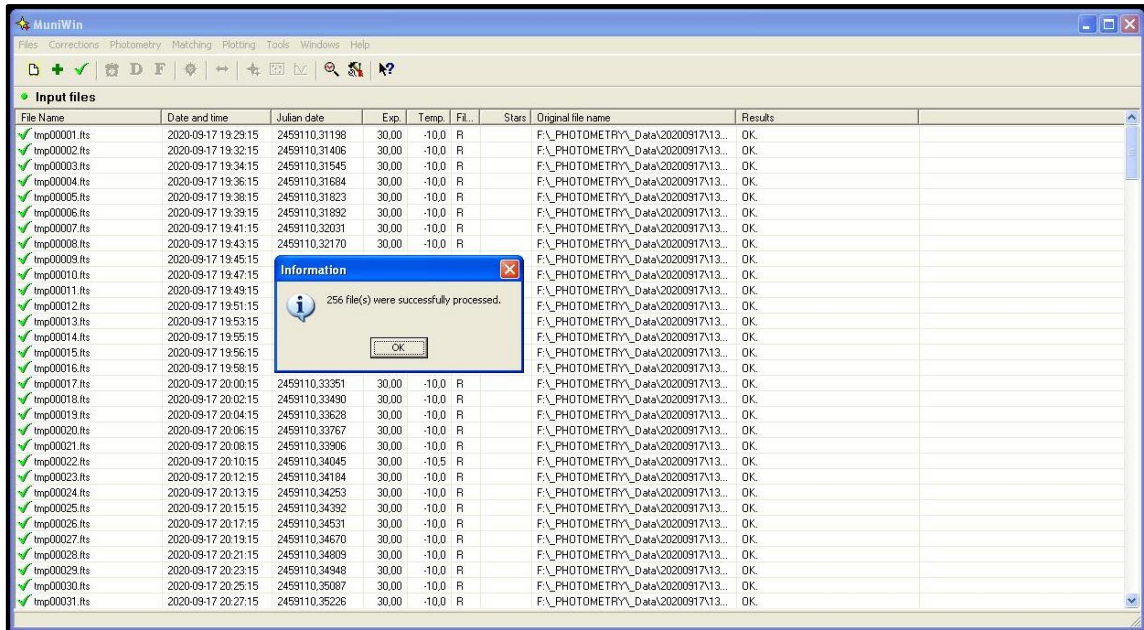 MuniWin
Files Corrections Photometry Matching Plotting Tools Windows Help
D F
Input files
File Name Date and time Julian date Exp. Temp. Fil... Stars Original file name Results
tmp00001.fts 2020-09-17 19:29:15 2459110,31198 30,00 -10,0 R F:\_PHOTOMETRY\_Data\20200917\13... OK.
tmp00002.fts 2020-09-17 19:32:15 2459110,31406 30,00 -10,0 R F:\_PHOTOMETRY\_Data\20200917\13... OK.
tmp00003.fts 2020-09-17 19:34:15 2459110,31545 30,00 -10,0 R F:\_PHOTOMETRY\_Data\20200917\13... OK.
tmp00004.fts 2020-09-17 19:36:15 2459110,31684 30,00 -10,0 R F:\_PHOTOMETRY\_Data\20200917\13... OK.
tmp00005.fts 2020-09-17 19:38:15 2459110,31823 30,00 -10,0 R F:\_PHOTOMETRY\_Data\20200917\13... OK.
tmp00006.fts 2020-09-17 19:39:15 2459110,31892 30,00 -10,0 R F:\_PHOTOMETRY\_Data\20200917\13... OK.
tmp00007.fts 2020-09-17 19:41:15 2459110,32031 30,00 -10,0 R F:\_PHOTOMETRY\_Data\20200917\13... OK.
tmp00008.fts 2020-09-17 19:43:15 2459110,32170 30,00 -10,0 R F:\_PHOTOMETRY\_Data\20200917\13... OK.
tmp00009.fts 2020-09-17 19:45:15 F:\_PHOTOMETRY\_Data\20200917\13... OK.
tmp00010.fts 2020-09-17 19:47:15 F:\_PHOTOMETRY\_Data\20200917\13... OK.
tmp00011.fts 2020-09-17 19:49:15 F:\_PHOTOMETRY\_Data\20200917\13... OK.
tmp00012.fts 2020-09-17 19:51:15 F:\_PHOTOMETRY\_Data\20200917\13... OK.
tmp00013.fts 2020-09-17 19:53:15 F:\_PHOTOMETRY\_Data\20200917\13... OK.
tmp00014.fts 2020-09-17 19:55:15 F:\_PHOTOMETRY\_Data\20200917\13... OK.
tmp00015.fts 2020-09-17 19:56:15 F:\_PHOTOMETRY\_Data\20200917\13... OK.
tmp00016.fts 2020-09-17 19:58:15 F:\_PHOTOMETRY\_Data\20200917\13... OK.
Information
256 file(s) were successfully processed.
OK
tmp00017.fts 2020-09-17 20:00:15 2459110,33351 30,00 -10,0 R F:\_PHOTOMETRY\_Data\20200917\13... OK.
tmp00018.fts 2020-09-17 20:02:15 2459110,33490 30,00 -10,0 R F:\_PHOTOMETRY\_Data\20200917\13... OK.
tmp00019.fts 2020-09-17 20:04:15 2459110,33628 30,00 -10,0 R F:\_PHOTOMETRY\_Data\20200917\13... OK.
tmp00020.fts 2020-09-17 20:06:15 2459110,33767 30,00 -10,0 R F:\_PHOTOMETRY\_Data\20200917\13... OK.
tmp00021.fts 2020-09-17 20:08:15 2459110,33906 30,00 -10,0 R F:\_PHOTOMETRY\_Data\20200917\13... OK.
tmp00022.fts 2020-09-17 20:10:15 2459110,34045 30,00 -10,5 R F:\_PHOTOMETRY\_Data\20200917\13... OK.
tmp00023.fts 2020-09-17 20:12:15 2459110,34184 30,00 -10,0 R F:\_PHOTOMETRY\_Data\20200917\13... OK.
tmp00024.fts 2020-09-17 20:13:15 2459110,34253 30,00 -10,0 R F:\_PHOTOMETRY\_Data\20200917\13... OK.
tmp00025.fts 2020-09-17 20:15:15 2459110,34392 30,00 -10,0 R F:\_PHOTOMETRY\_Data\20200917\13... OK.
tmp00026.fts 2020-09-17 20:17:15 2459110,34531 30,00 -10,0 R F:\_PHOTOMETRY\_Data\20200917\13... OK.
tmp00027.fts 2020-09-17 20:19:15 2459110,34670 30,00 -10,0 R F:\_PHOTOMETRY\_Data\20200917\13... OK.
tmp00028.fts 2020-09-17 20:21:15 2459110,34809 30,00 -10,0 R F:\_PHOTOMETRY\_Data\20200917\13... OK.
tmp00029.fts 2020-09-17 20:23:15 2459110,34948 30,00 -10,0 R F:\_PHOTOMETRY\_Data\20200917\13... OK.
tmp00030.fts 2020-09-17 20:25:15 2459110,35087 30,00 -10,0 R F:\_PHOTOMETRY\_Data\20200917\13... OK.
tmp00031.fts 2020-09-17 20:27:15 2459110,35226 30,00 -10,0 R F:\_PHOTOMETRY\_Data\20200917\13... OK.